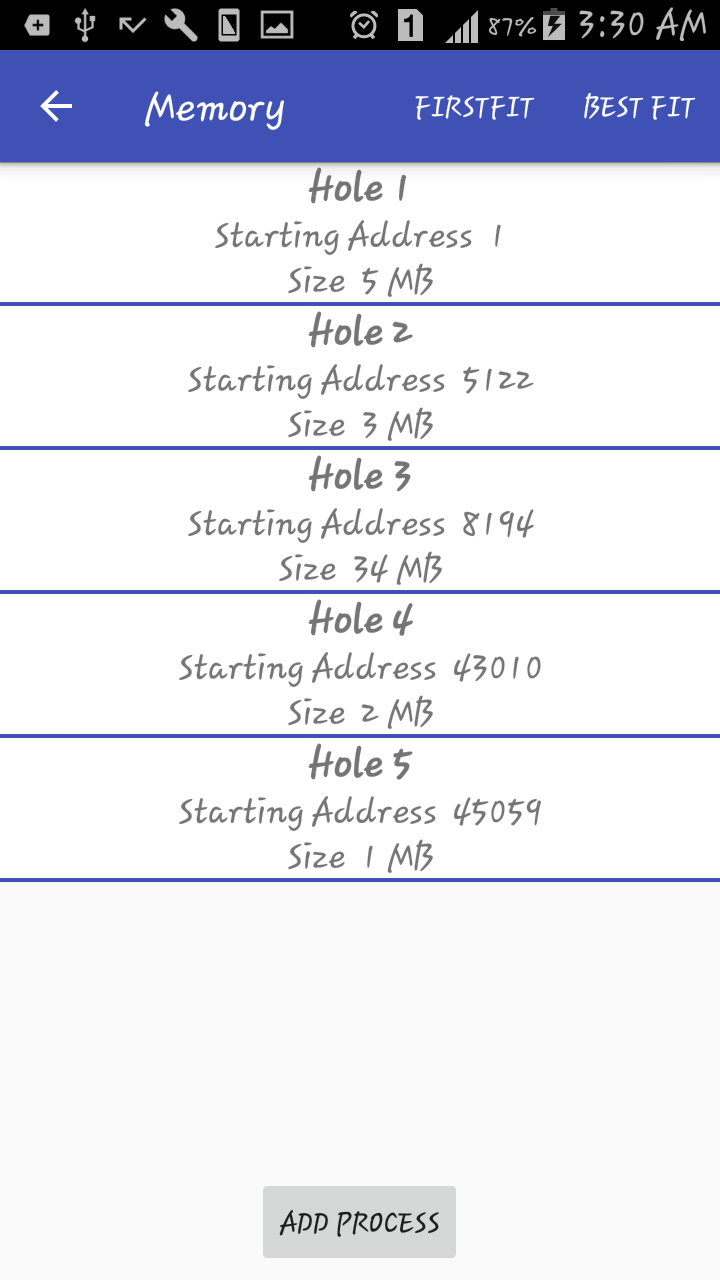 1 87% 3:30 AM
Memory FIRSTFIT BEST FIT
Hole 1
Starting Address 1
Size 5 MB
Hole 2
Starting Address 5122
Size 3 MB
Hole 3
Starting Address 8194
Size 34 MB
Hole 4
Starting Address 43010
Size 2 MB
Hole 5
Starting Address 45059
Size 1 MB
ADD PROCESS